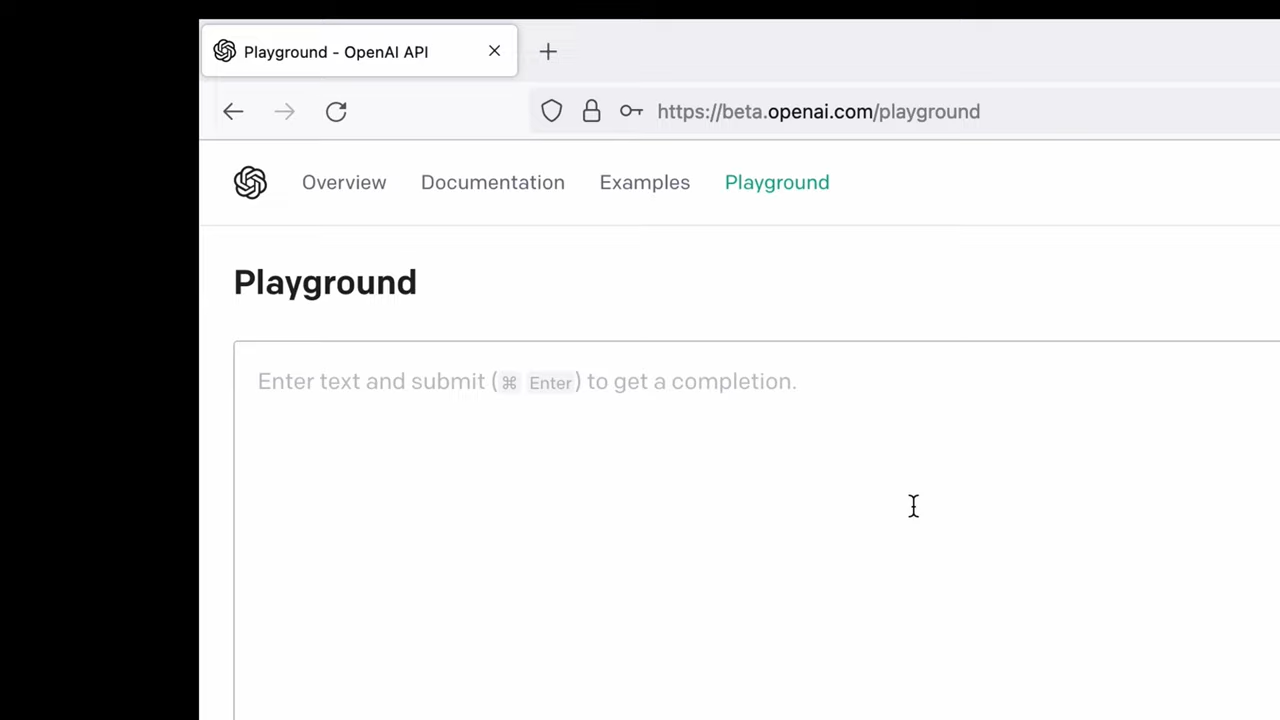 Playground - OpenAI API
https://beta.openai.com/playground
Overview Documentation Examples Playground
Playground
Enter text and submit (⌘ Enter) to get a completion.